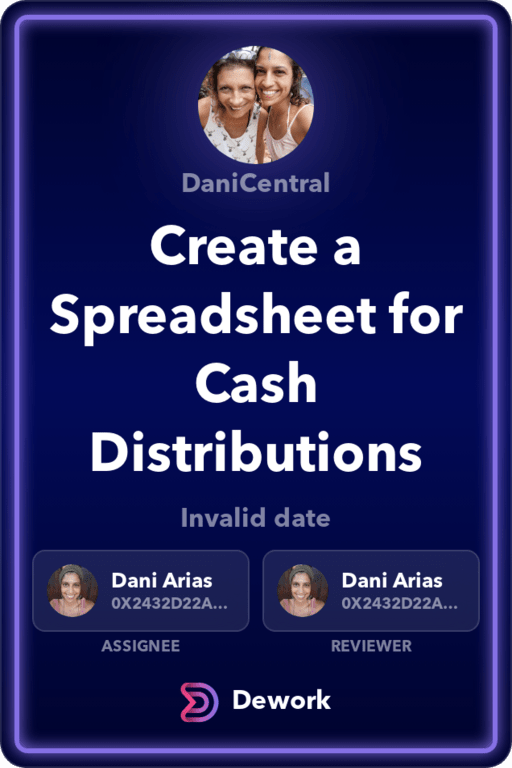 DaniCentral
Create a
Spreadsheet for
Cash
Distributions
Invalid date
Dani Arias
0X2432D22A...
ASSIGNEE
Dani Arias
0X2432D22A...
REVIEWER
Dework